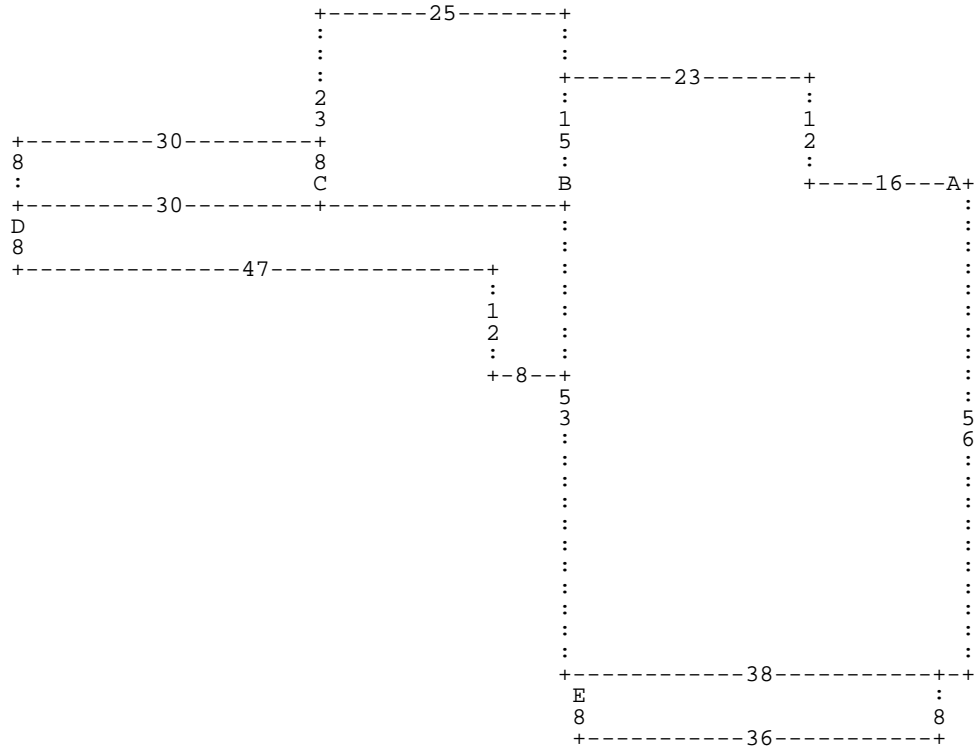 +-------25-------+
: :
: :
: +-------23-------+
2 : :
3 1 1
+---------30---------+ 5 2
8 8 : :
: C B +----16---A+
+---------30---------+----------------+ :
D : :
8 : :
+---------------47---------------+ : :
: : :
1 : :
2 : :
: : :
+-8--+ :
5 :
3 5
: 6
: :
: :
: :
: :
: :
: :
: :
: :
: :
: :
+-----------38-----------+-+
E :
8 8
+-----------36-----------+